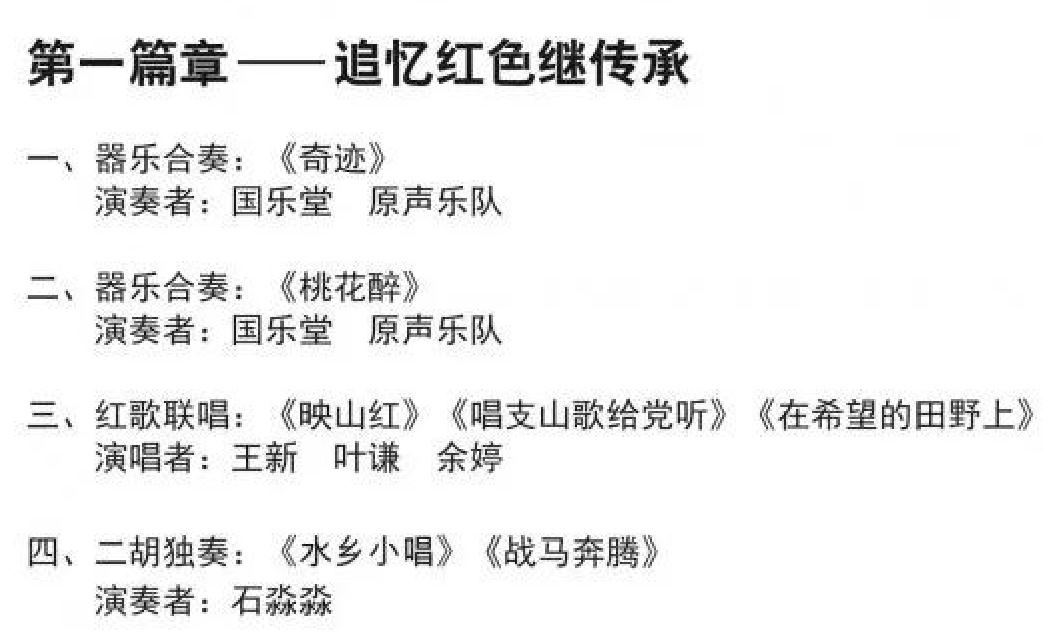 第一篇章——追忆红色继传承
一、器乐合奏：《奇迹》
演奏者：国乐堂　原声乐队
二、器乐合奏：《桃花醉》
演奏者：国乐堂　原声乐队
三、红歌联唱：《映山红》《唱支山歌给党听》《在希望的田野上》
演唱者：王新　叶谦　余婷
四、二胡独奏：《水乡小唱》《战马奔腾》
演奏者：石淼淼